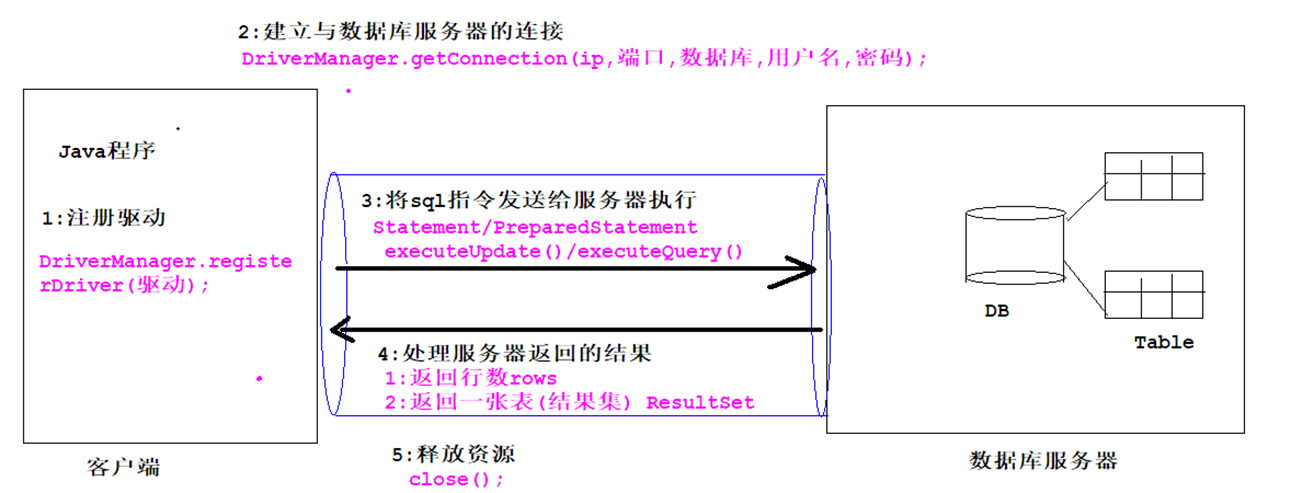 2:建立与数据库服务器的连接
DriverManager.getConnection(ip,端口,数据库,用户名,密码);
Java程序
1:注册驱动
DriverManager.registe
rDriver(驱动);
客户端
3:将sql指令发送给服务器执行
Statement/PreparedStatement
executeUpdate()/executeQuery()
4:处理服务器返回的结果
1:返回行数rows
2:返回一张表(结果集) ResultSet
5:释放资源
close();
DB
Table
数据库服务器